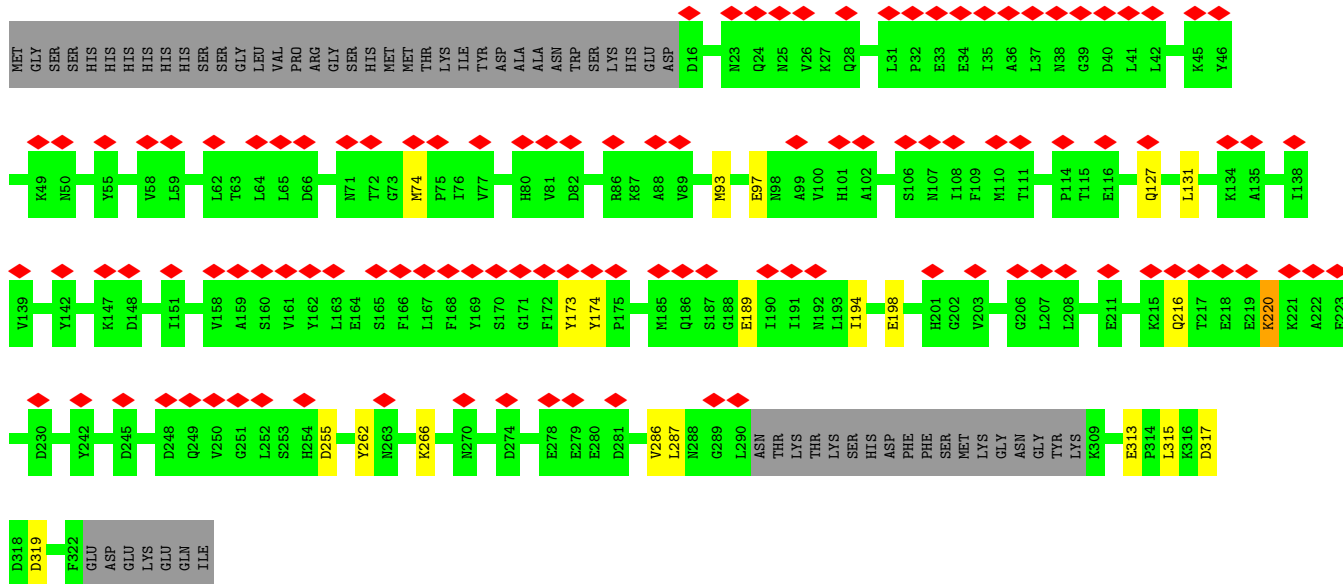 MET GLY SER SER HIS HIS HIS HIS HIS HIS SER SER GLY LEU VAL PRO ARG GLY SER HIS MET MET THR LYS ILE TYR ASP ALA ALA ASN TRP SER LYS HIS GLU ASP D16 N23 Q24 N25 V26 K27 Q28 L31 P32 E33 E34 I35 A36 L37 N38 G39 D40 L41 L42 K45 Y46
K49 N50 Y55 V58 L59 L62 T63 L64 L65 D66 N71 T72 G73 M74 P75 I76 V77 H80 V81 D82 R86 K87 A88 V89 M93 E97 N98 A99 V100 H101 A102 S106 N107 I108 F109 M110 T111 P114 T115 E116 Q127 L131 K134 A135 I138
V139 Y142 K147 D148 I151 V158 A159 S160 V161 Y162 L163 E164 S165 F166 L167 F168 Y169 S170 G171 F172 Y173 Y174 P175 M185 Q186 S187 G188 E189 I190 I191 N192 L193 I194 E198 H201 G202 V203 G206 L207 L208 E211 K215 Q216 T217 E218 E219 K220 K221 A222
D230 Y242 D245 D248 Q249 V250 G251 L252 S253 H254 D255 Y262 N263 K266 N270 D274 E278 E279 E280 D281 V286 L287 N288 G289 L290 ASN THR LYS THR LYS SER HIS ASP PHE PHE SER MET LYS GLY ASN GLY TYR LYS K309 E313 P314 L315 K316 D317
D318 D319 F322 GLU ASP GLU LYS GLU GLN ILE